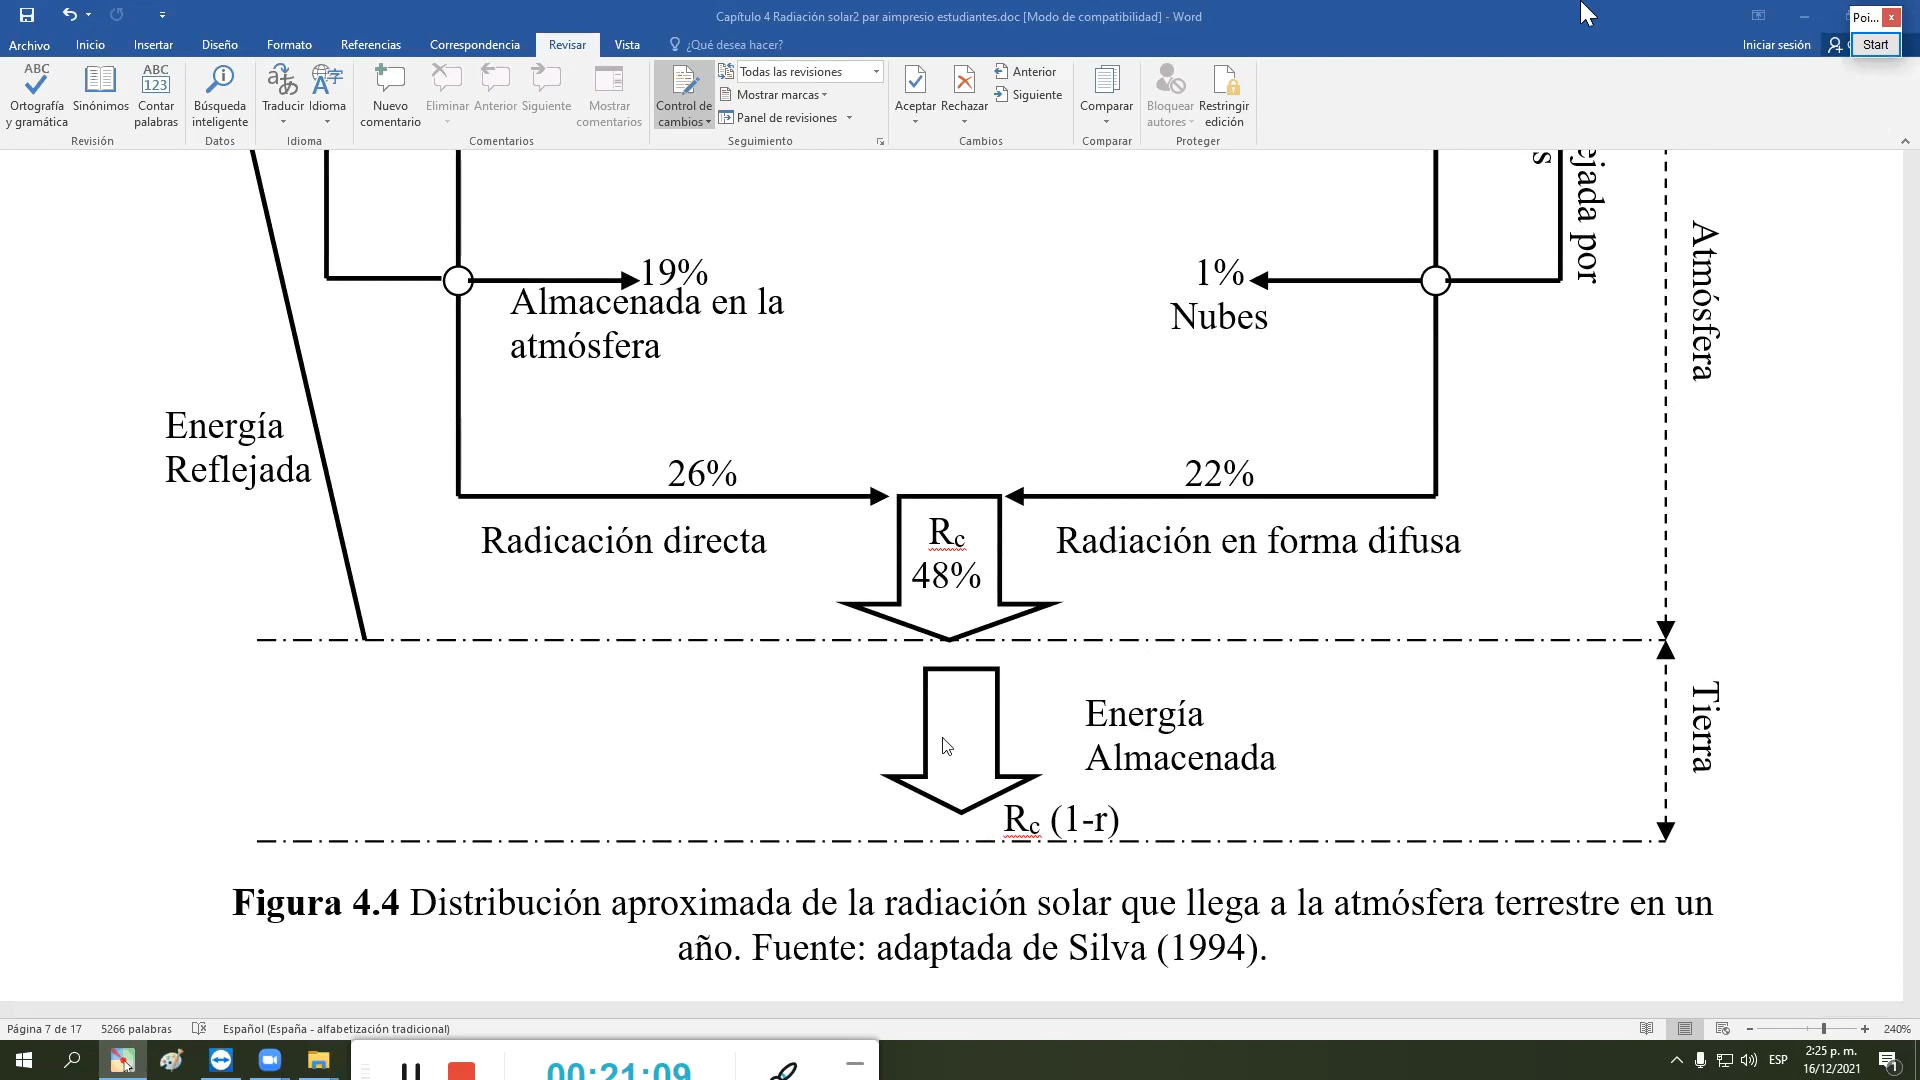 Capítulo 4 Radiación solar2 par aimpresio estudiantes.doc [Modo de compatibilidad] - Word
Poi...
Start
Archivo
Inicio
Insertar
Diseño
Formato
Referencias
Correspondencia
Revisar
Vista
¿Qué desea hacer?
Iniciar sesión
ABC
Ortografía
y gramática
Sinónimos
ABC
123
Contar
palabras
Revisión
Búsqueda
inteligente
Datos
Traducir
Idioma
Idioma
Nuevo
comentario
Eliminar
Anterior
Siguiente
Mostrar
comentarios
Comentarios
Control de
cambios
Todas las revisiones
Mostrar marcas
Panel de revisiones
Seguimiento
Aceptar
Rechazar
Anterior
Siguiente
Cambios
Comparar
Comparar
Bloquear
autores
Restringir
edición
Proteger
ejada por
s
Atmósfera
19%
Almacenada en la
atmósfera
1%
Nubes
Energía
Reflejada
26%
22%
Radicación directa
Rc
48%
Radiación en forma difusa
Energía
Almacenada
Tierra
Rc (1-r)
Figura 4.4 Distribución aproximada de la radiación solar que llega a la atmósfera terrestre en un
año. Fuente: adaptada de Silva (1994).
Página 7 de 17
5266 palabras
Español (España - alfabetización tradicional)
240%
00:21:09
ESP
2:25 p. m.
16/12/2021
1